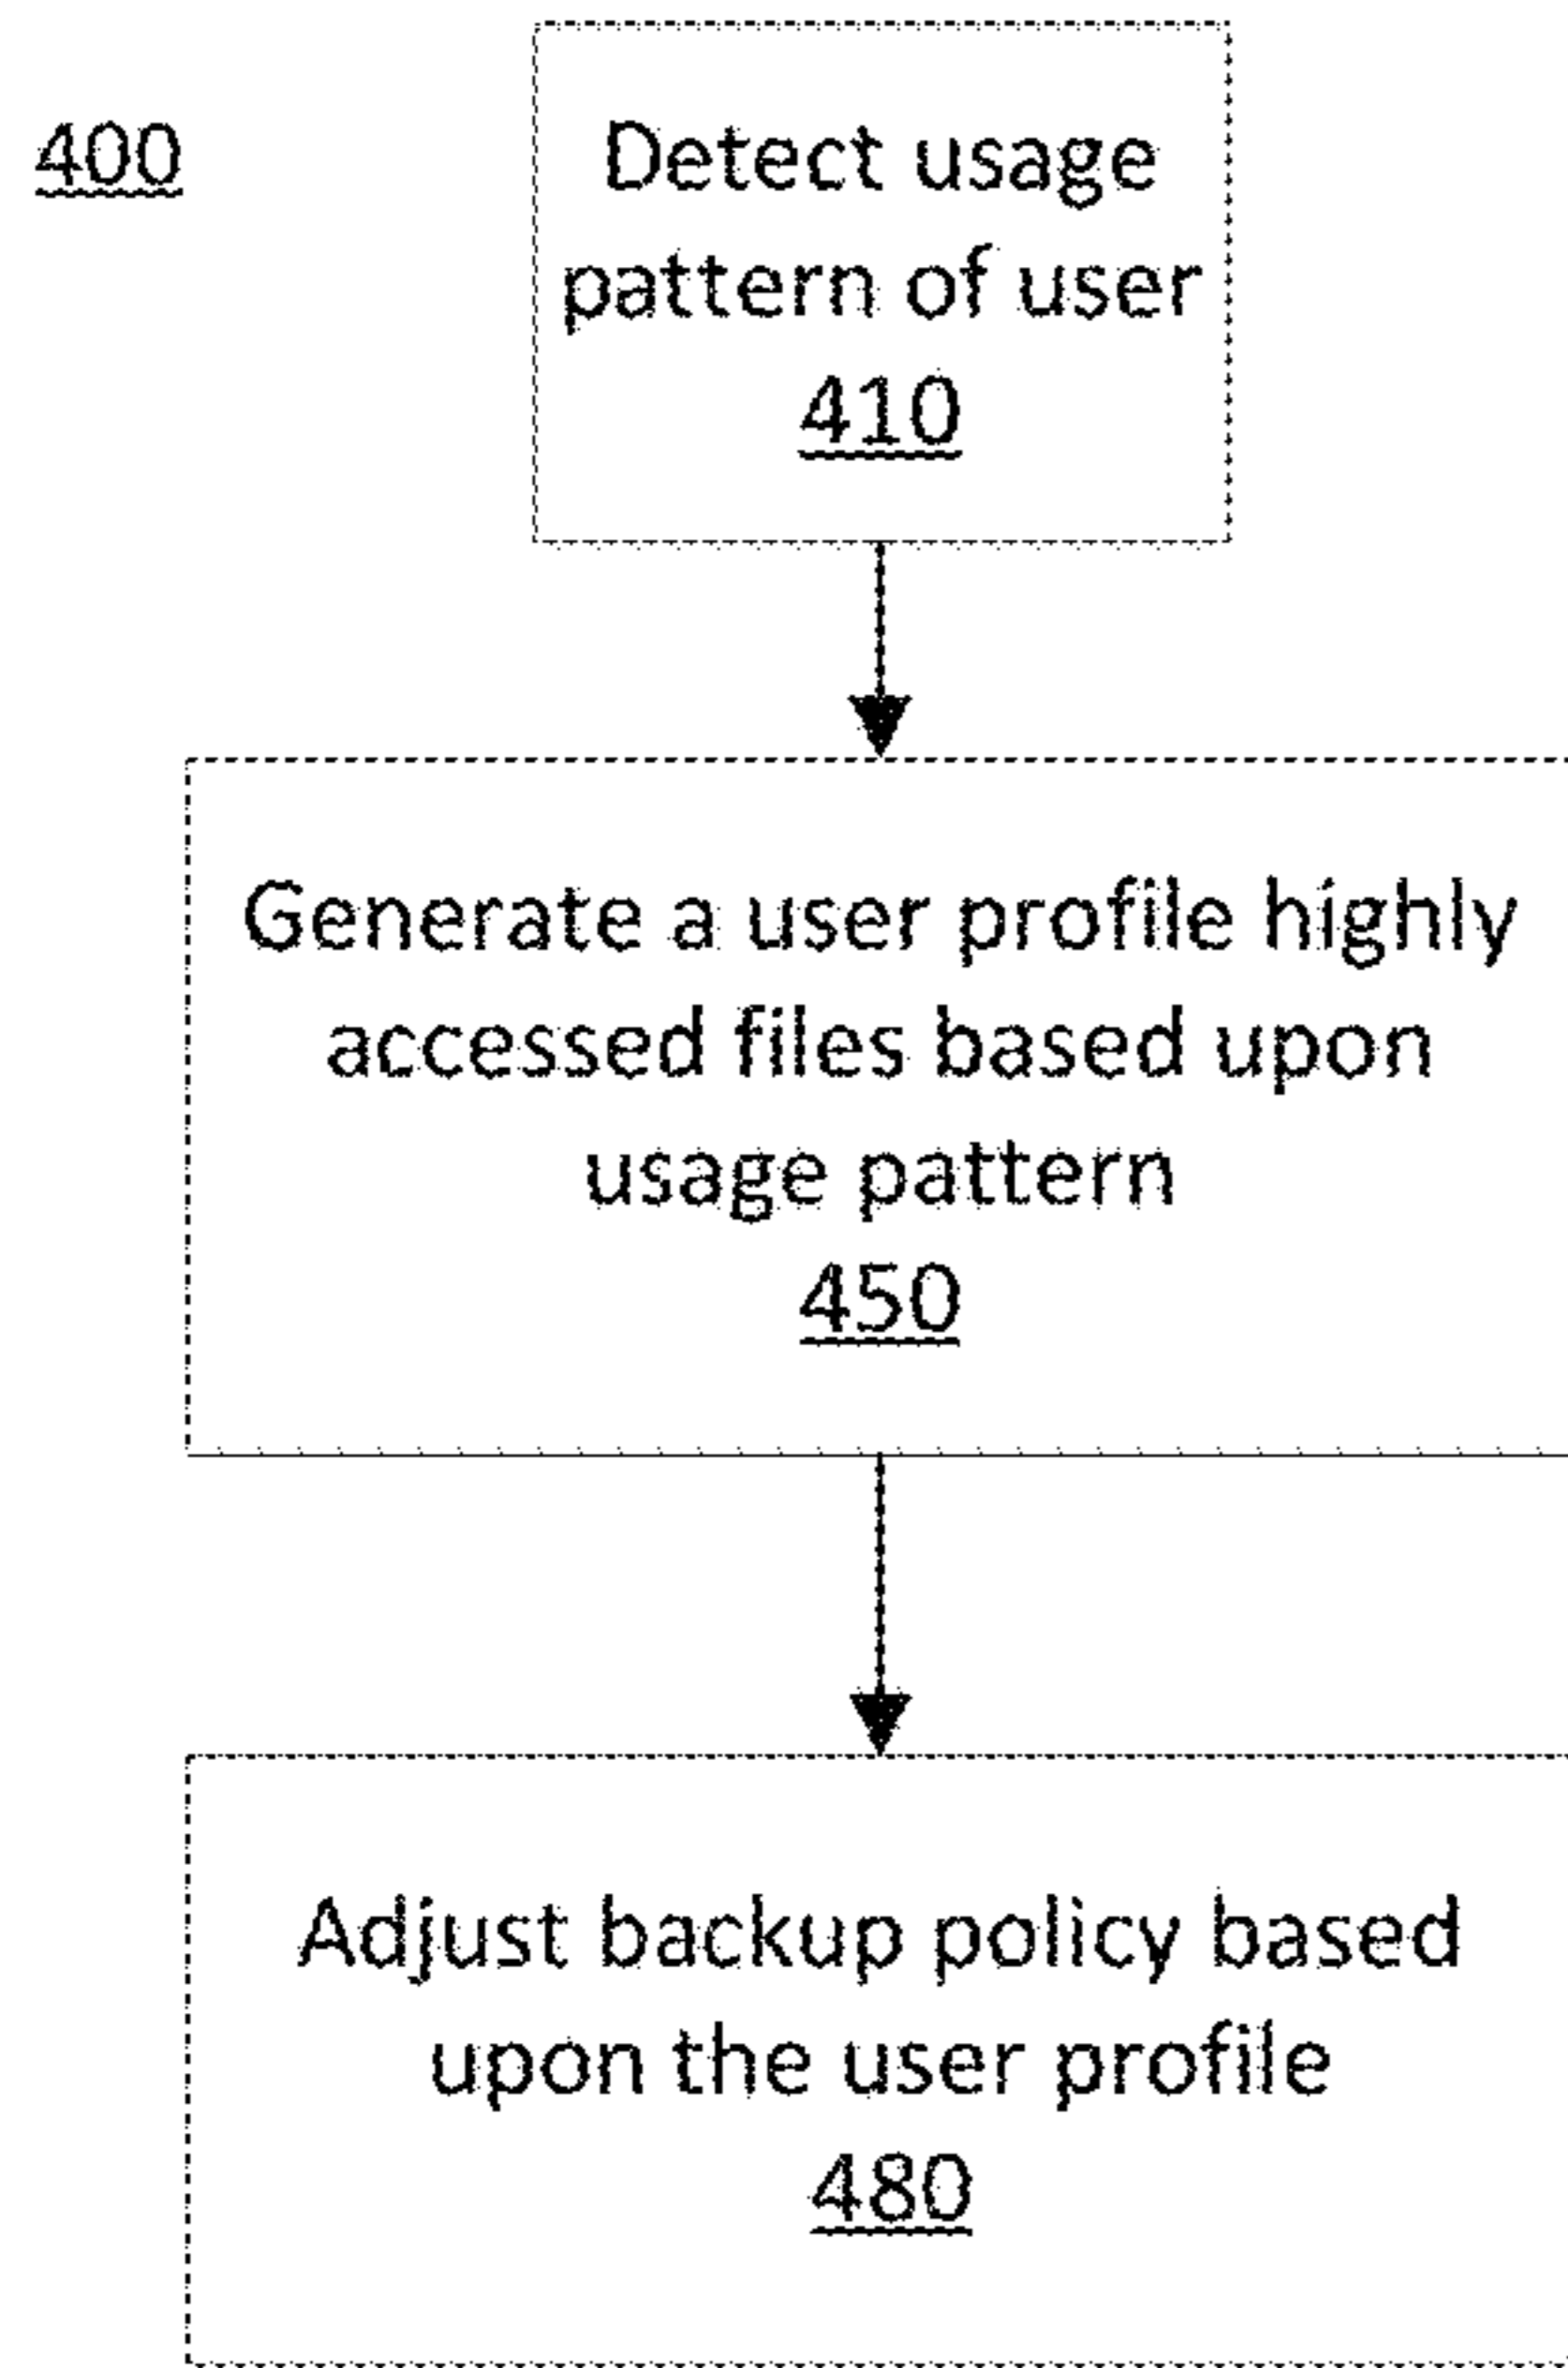 400
Detect usage
pattern of user
410
Generate a user profile highly
accessed files based upon
usage pattern
450
Adjust backup policy based
upon the user profile
480